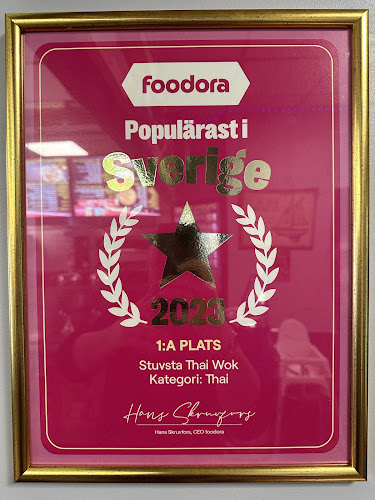 foodora
Populärast i
Sverige
2023
1:A PLATS
Stuvsta Thai Wok
Kategori: Thai
Hans Skruvfors
Hans Skruvfors, CEO foodora